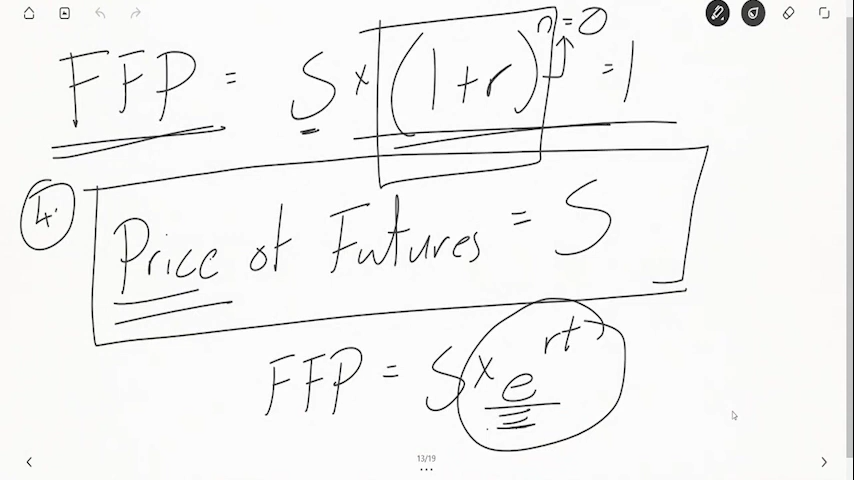 FFP = S × (1+r)^n = 0 = 1
4. Price of Futures = S
FFP = S × e^rt
13/19